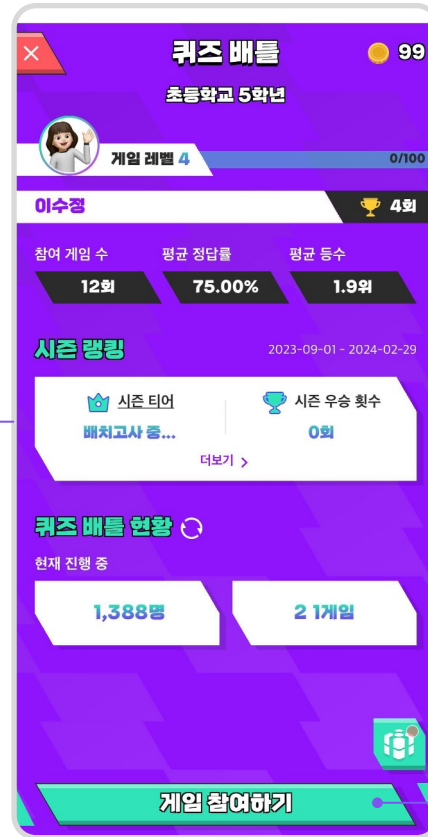 퀴즈 배틀
99
초등학교 5학년
게임 레벨 4
0/100
이수정
4회
참여 게임 수 평균 정답률 평균 등수
12회 75.00% 1.9위
시즌 랭킹 2023-09-01 - 2024-02-29
시즌 티어 시즌 우승 횟수
배치고사 중... 0회
더보기 >
퀴즈 배틀 현황
현재 진행 중
1,388명 2 1게임
게임 참여하기